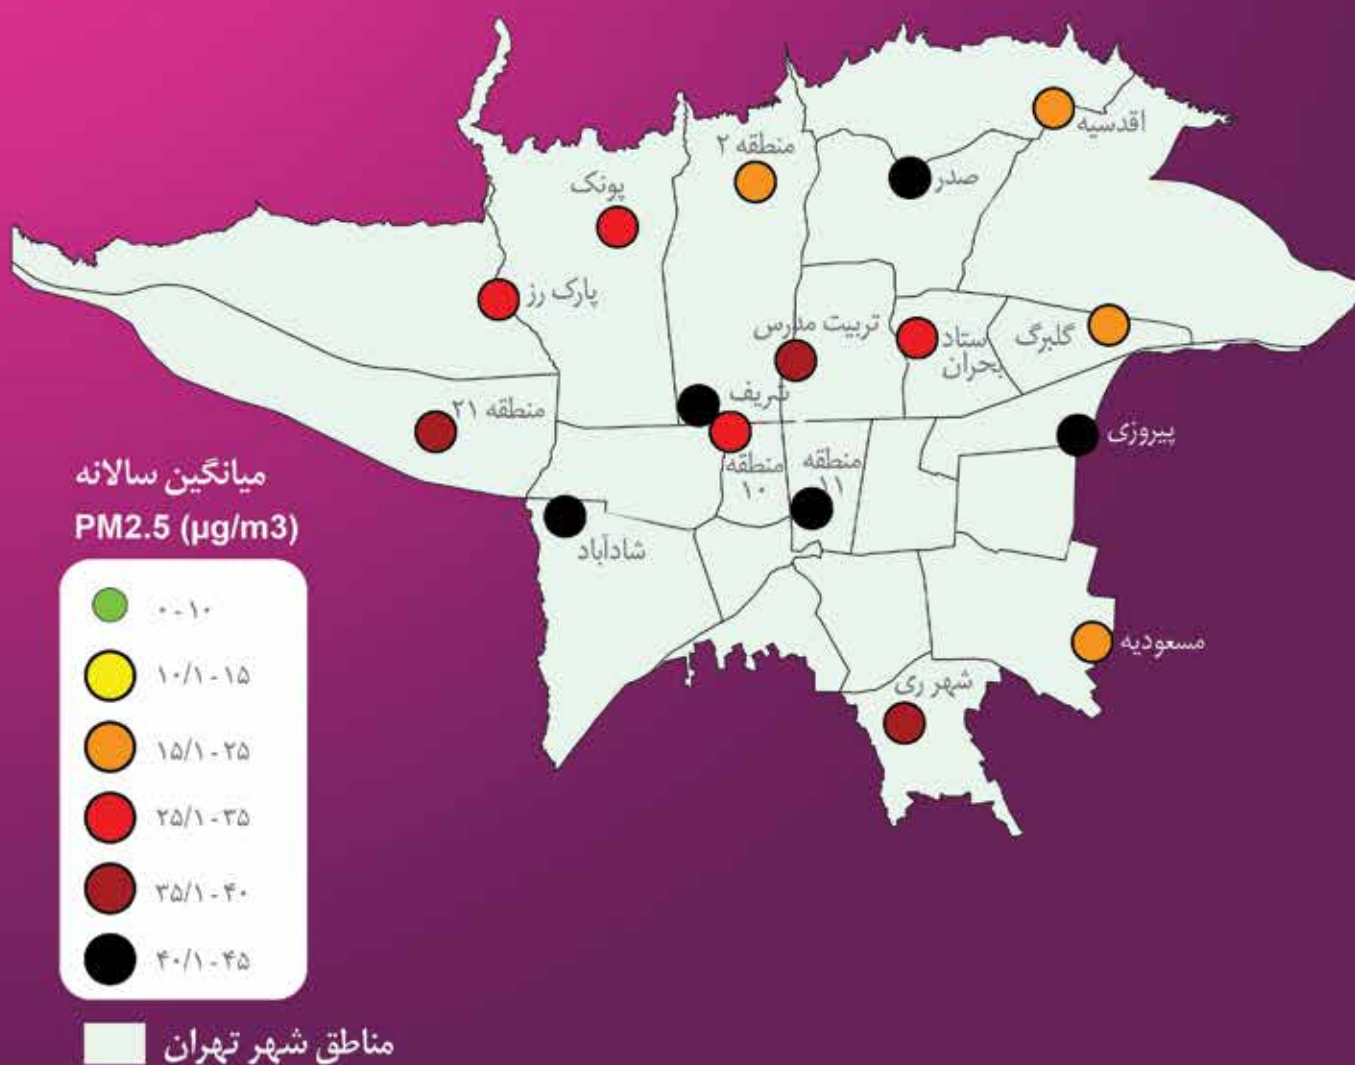 اقدسیه
منطقه ۲
صدر
پونک
پارک رز
تربیت مدرس
ستاد
بحران
گلبرگ
شریف
منطقه ۲۱
پیروزی
منطقه
۱۰
منطقه
۱۱
شادآباد
مسعودیه
شهر ری
میانگین سالانه
PM2.5 (µg/m3)
۰-۱۰
۱۰/۱-۱۵
۱۵/۱-۲۵
۲۵/۱-۳۵
۳۵/۱-۴۰
۴۰/۱-۴۵
مناطق شهر تهران